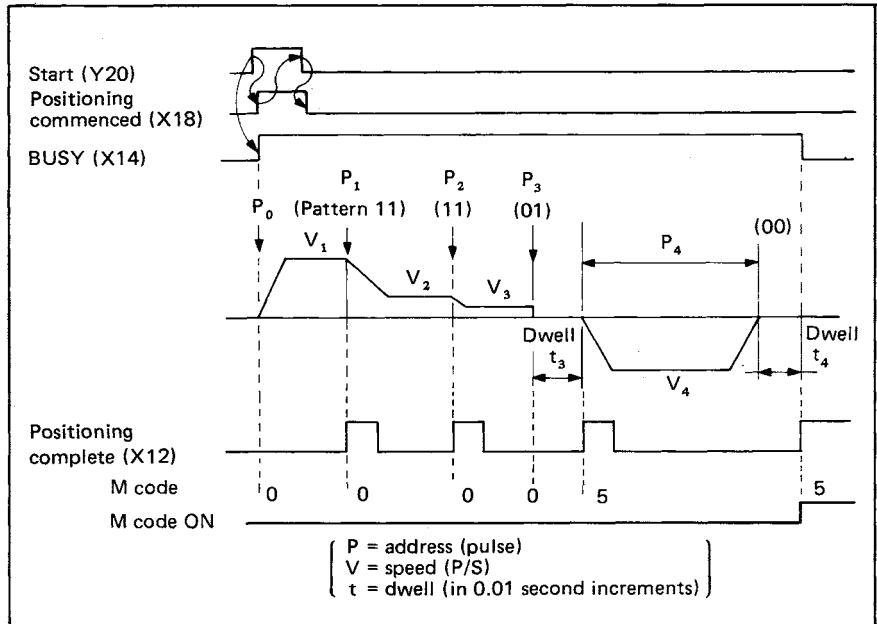 Start (Y20)
Positioning
commenced (X18)
BUSY (X14)
P₁ P₂ P₃
P₀ (Pattern 11) (11) (01) (00)
V₁ P₄
V₂ V₃
Dwell Dwell
t₃ t₄
V₄
Positioning
complete (X12)
M code 0 0 0 0 5 5
M code ON
P = address (pulse)
V = speed (P/S)
t = dwell (in 0.01 second increments)